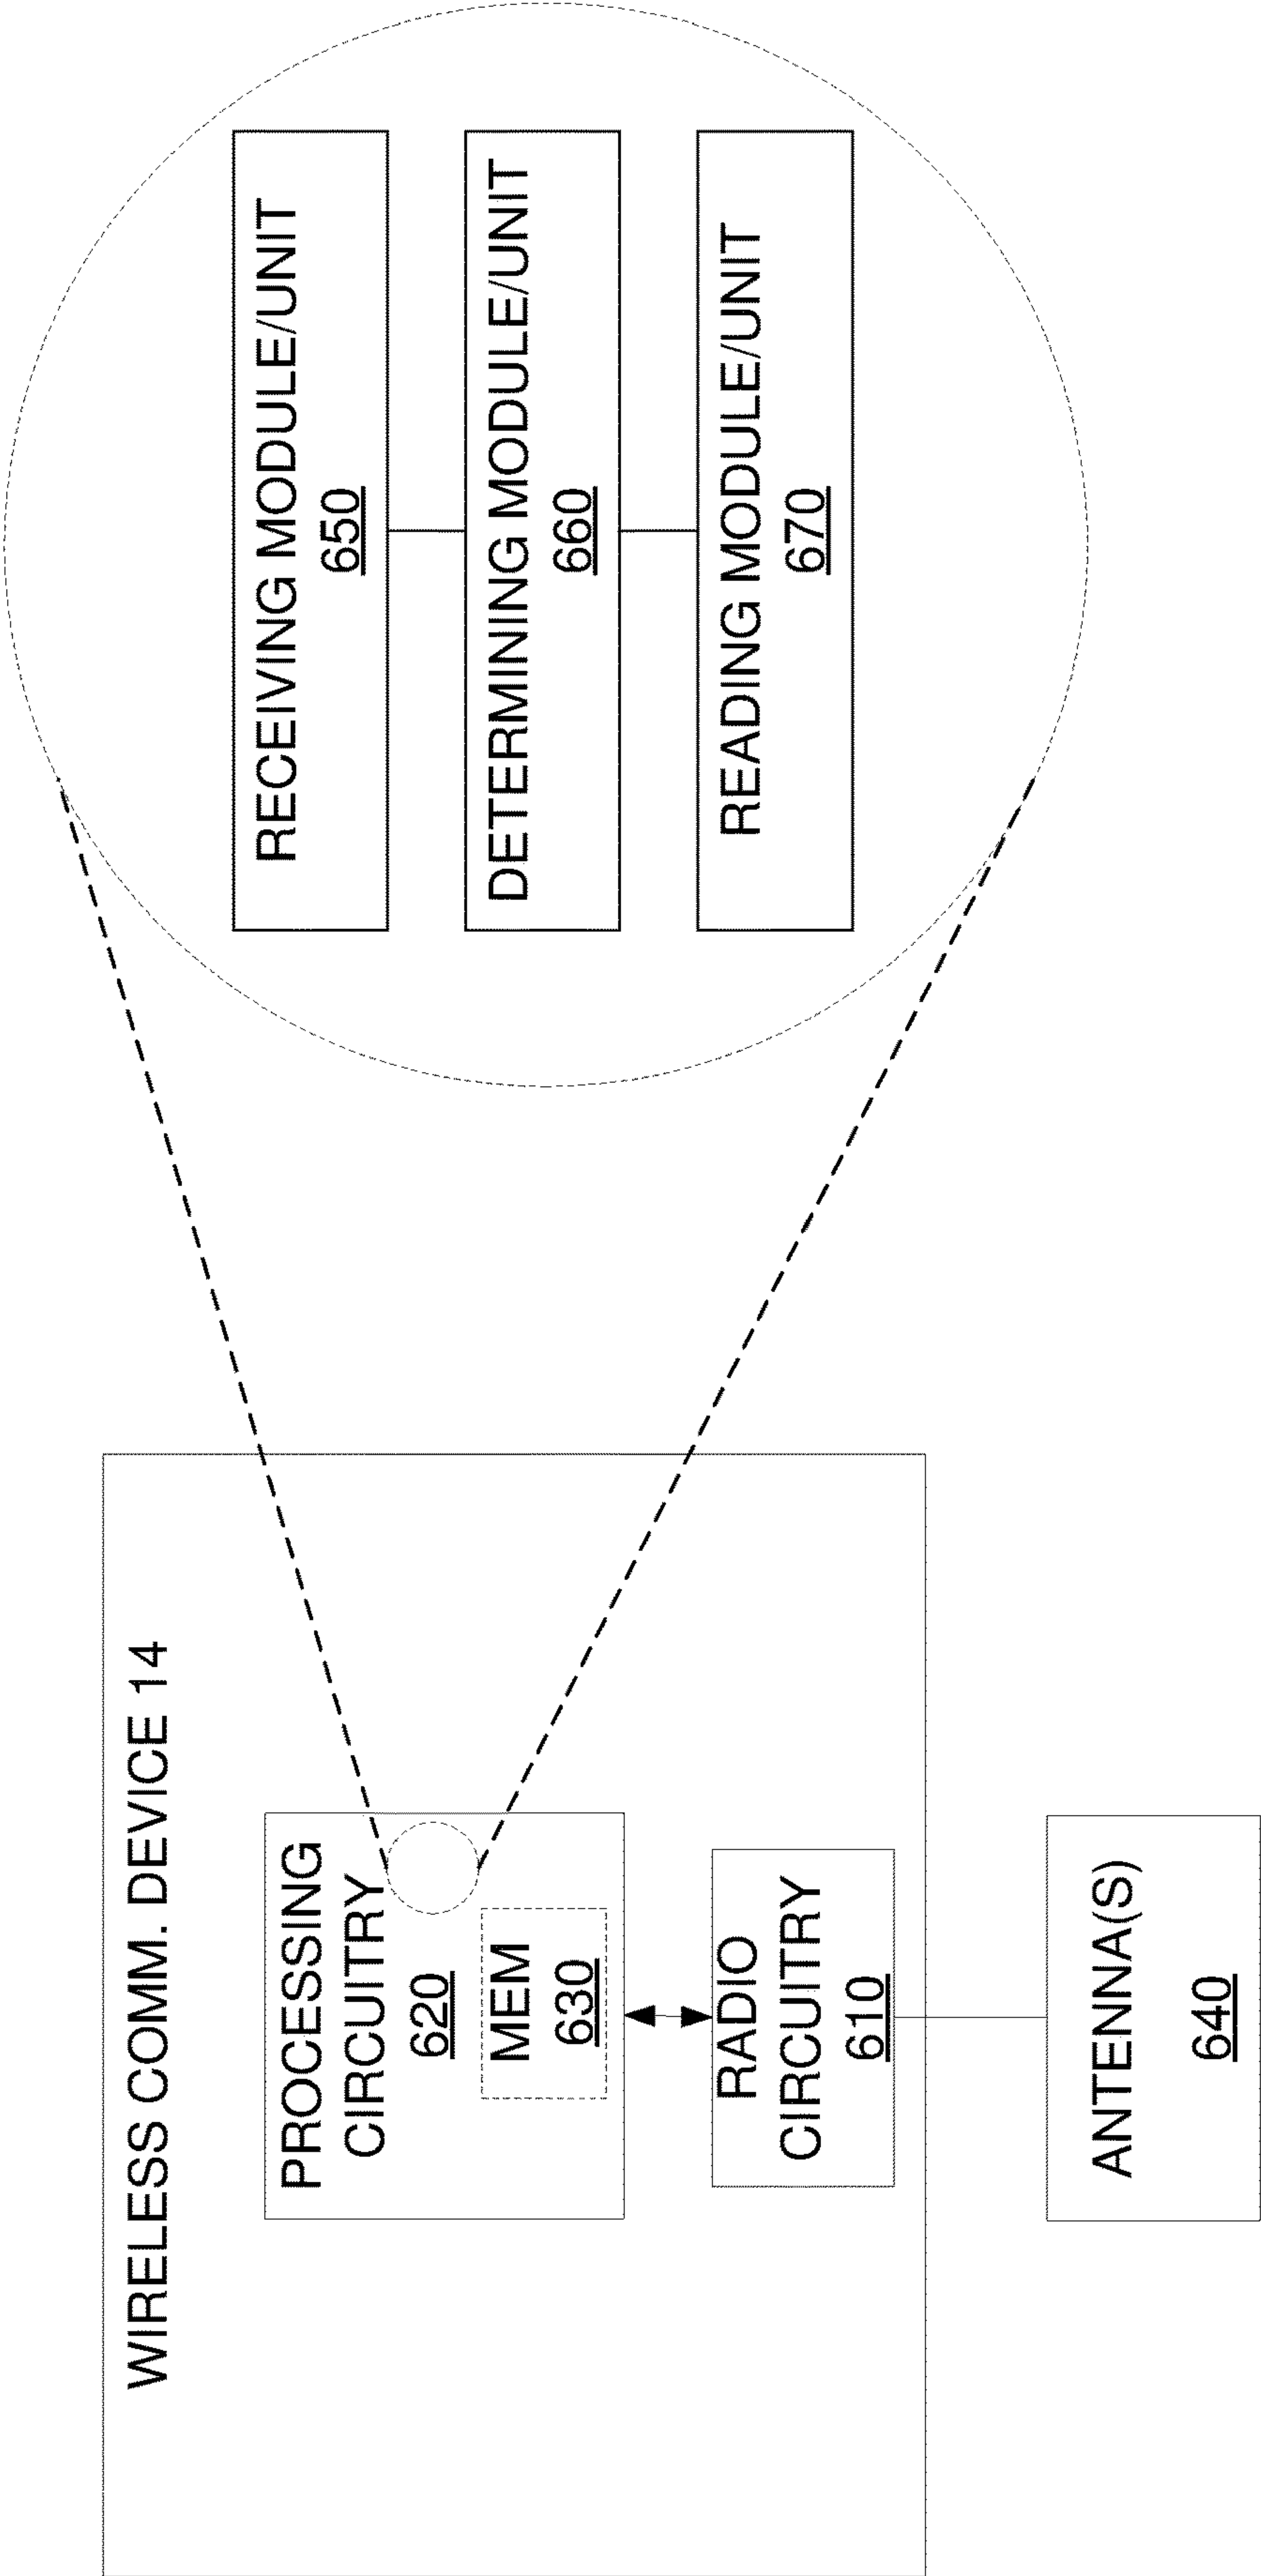 WIRELESS COMM. DEVICE 14
PROCESSING
CIRCUITRY
620
MEM
630
RADIO
CIRCUITRY
610
ANTENNA(S)
640
RECEIVING MODULE/UNIT
650
DETERMINING MODULE/UNIT
660
READING MODULE/UNIT
670